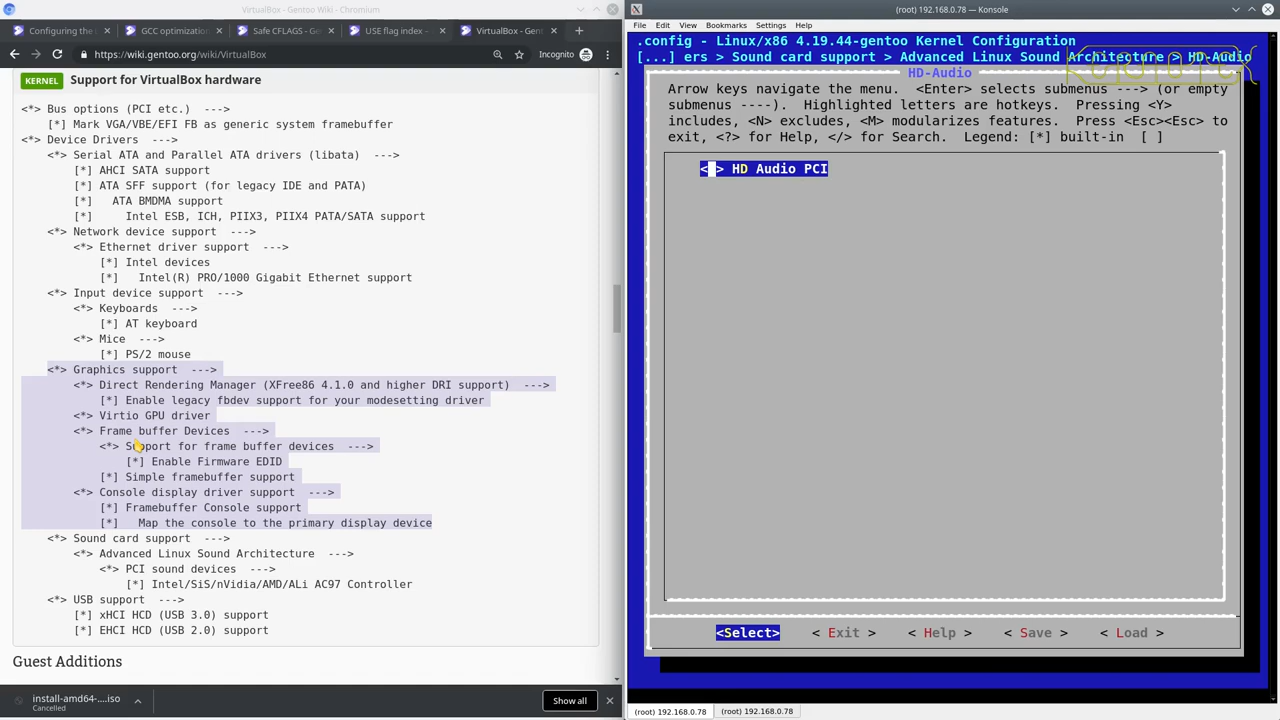 VirtualBox - Gentoo Chromium
Configuring the L
GCC optimization
Safe CFLAGS - G
USE flag index –
VirtualBox - Gent
https://wiki.gentoo.org/wiki/VirtualBox
Incognito
KERNEL Support for VirtualBox hardware
<*> Bus options (PCI etc.) --->
[*] Mark VGA/VBE/EFI FB as generic system framebuffer
<*> Device Drivers --->
<*> Serial ATA and Parallel ATA drivers (libata) --->
[*] AHCI SATA support
[*] ATA SFF support (for legacy IDE and PATA)
[*] ATA BMDMA support
[*] Intel ESB, ICH, PIIX3, PIIX4 PATA/SATA support
<*> Network device support --->
<*> Ethernet driver support --->
[*] Intel devices
[*] Intel(R) PRO/1000 Gigabit Ethernet support
<*> Input device support --->
<*> Keyboards --->
[*] AT keyboard
<*> Mice --->
[*] PS/2 mouse
<*> Graphics support --->
<*> Direct Rendering Manager (XFree86 4.1.0 and higher DRI support) --->
[*] Enable legacy fbdev support for your modesetting driver
<*> Virtio GPU driver
<*> Frame buffer Devices --->
<*> Support for frame buffer devices --->
[*] Enable Firmware EDID
[*] Simple framebuffer support
<*> Console display driver support --->
[*] Framebuffer Console support
[*] Map the console to the primary display device
<*> Sound card support --->
<*> Advanced Linux Sound Architecture --->
<*> PCI sound devices --->
[*] Intel/SiS/nVidia/AMD/ALi AC97 Controller
<*> USB support --->
[*] xHCI HCD (USB 3.0) support
[*] EHCI HCD (USB 2.0) support
Guest Additions
install-amd64-....iso
Cancelled
Show all
(root) 192.168.0.78 — Konsole
File Edit View Bookmarks Settings Help
.config - Linux/x86 4.19.44-gentoo Kernel Configuration
[...] ers > Sound card support > Advanced Linux Sound Architecture > HD-Audio
HD-Audio
Arrow keys navigate the menu. <Enter> selects submenus ---> (or empty
submenus ----). Highlighted letters are hotkeys. Pressing <Y>
includes, <N> excludes, <M> modularizes features. Press <Esc><Esc> to
exit, <?> for Help, </> for Search. Legend: [*] built-in [ ]
< > HD Audio PCI
<Select> < Exit > < Help > < Save > < Load >
(root) 192.168.0.78
(root) 192.168.0.78